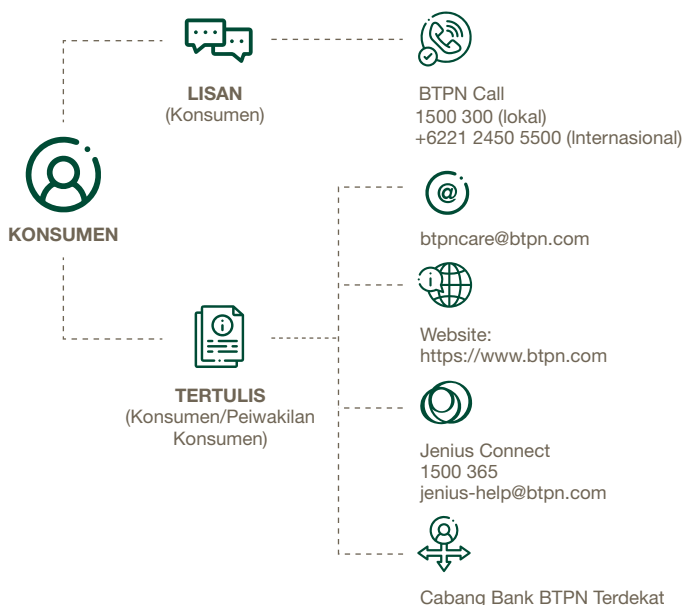 LISAN
(Konsumen)
BTPN Call
1500 300 (lokal)
+6221 2450 5500 (Internasional)
KONSUMEN
@
btpncare@btpn.com
i
Website:
https://www.btpn.com
i
TERTULIS
(Konsumen/Peiwakilan
Konsumen)
Jenius Connect
1500 365
jenius-help@btpn.com
Cabang Bank BTPN Terdekat